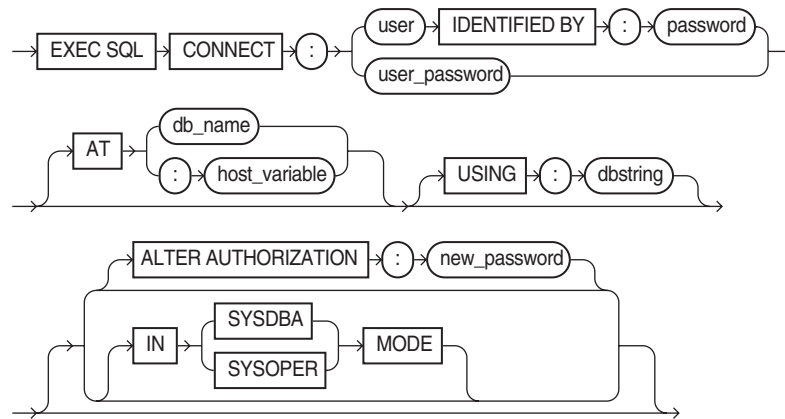 EXEC SQL CONNECT : user IDENTIFIED BY : password
user_password
AT db_name
: host_variable
USING : dbstring
ALTER AUTHORIZATION : new_password
IN SYSDBA MODE
SYSOPER